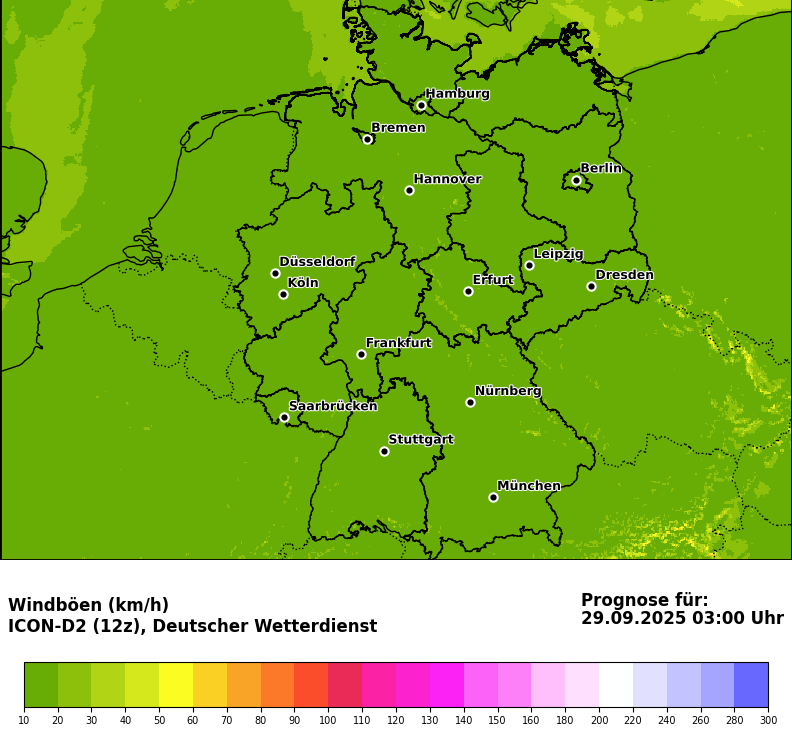 Hamburg
Bremen
Berlin
Hannover
Leipzig
Düsseldorf
Dresden
Köln
Erfurt
Frankfurt
Nürnberg
Saarbrücken
Stuttgart
München
Windböen (km/h)
ICON-D2 (12z), Deutscher Wetterdienst
Prognose für:
29.09.2025 03:00 Uhr
10 20 30 40 50 60 70 80 90 100 110 120 130 140 150 160 180 200 220 240 260 280 300